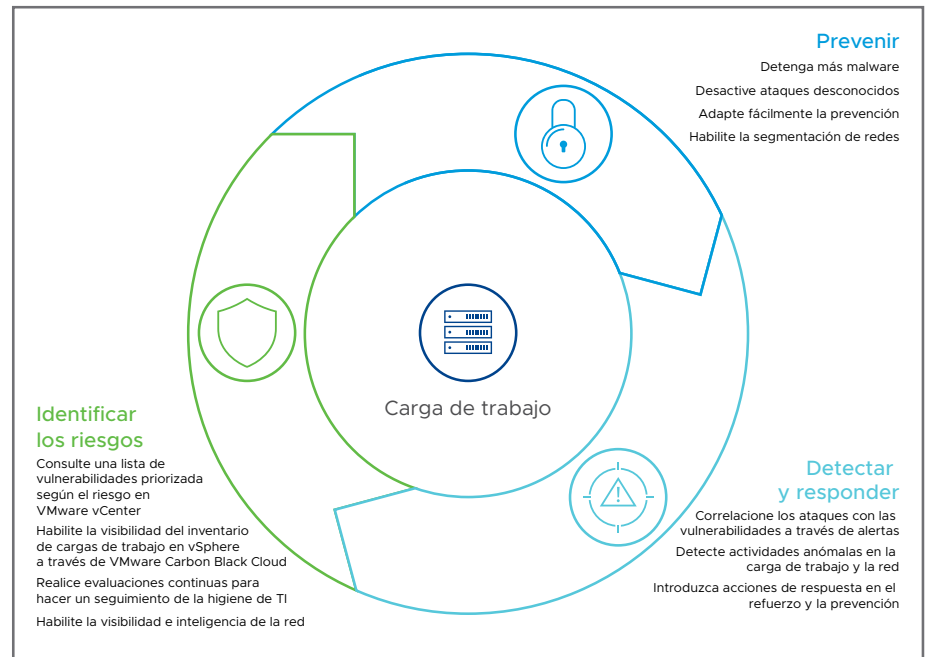 Prevenir
Detenga más malware
Desactive ataques desconocidos
Adapte fácilmente la prevención
Habilite la segmentación de redes
Carga de trabajo
Identificar
los riesgos
Consulte una lista de
vulnerabilidades priorizada
según el riesgo en
VMware vCenter
Habilite la visibilidad del inventario
de cargas de trabajo en vSphere
a través de VMware Carbon Black Cloud
Realice evaluaciones continuas para
hacer un seguimiento de la higiene de TI
Habilite la visibilidad e inteligencia de la red
Detectar
y responder
Correlacione los ataques con las
vulnerabilidades a través de alertas
Detecte actividades anómalas en la
carga de trabajo y la red
Introduzca acciones de respuesta en el
refuerzo y la prevención